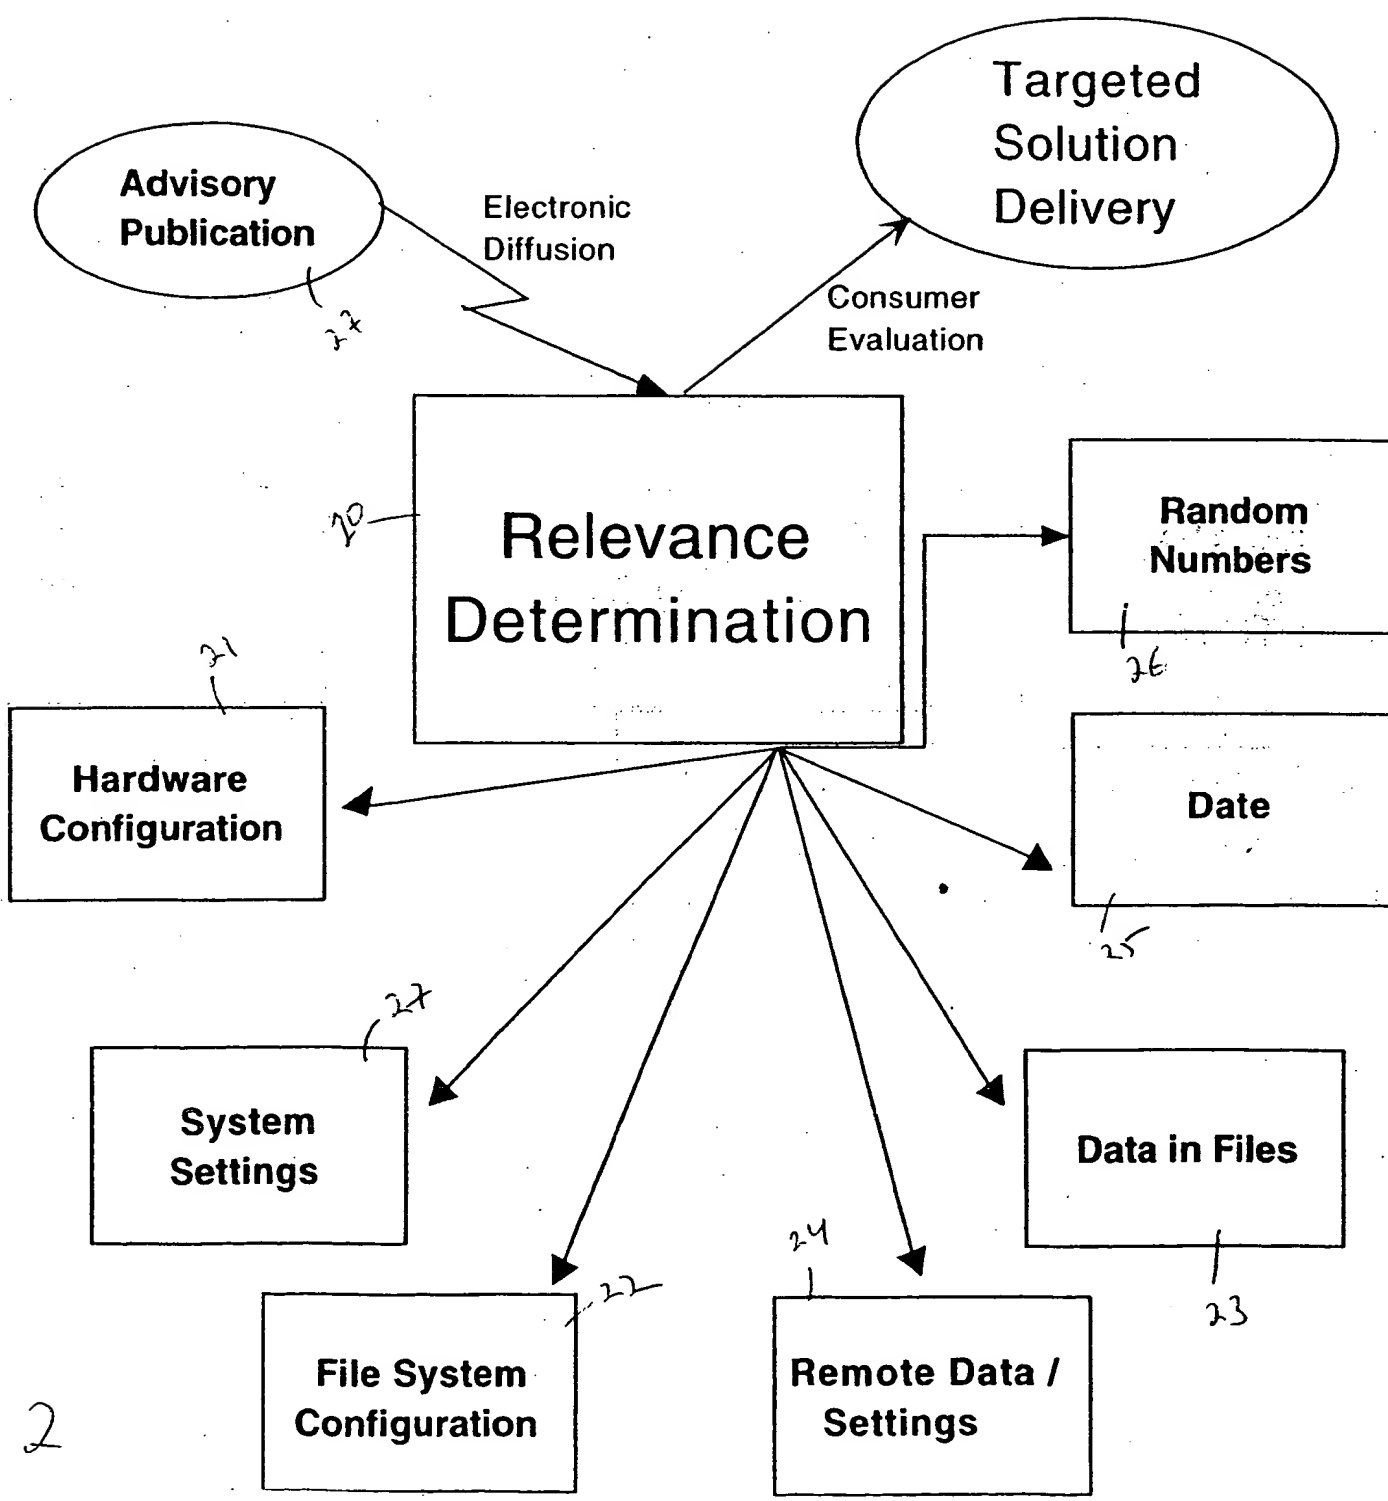 Targeted
Solution
Delivery
Advisory
Publication
27
Electronic
Diffusion
Consumer
Evaluation
20
Relevance
Determination
Random
Numbers
26
21
Hardware
Configuration
Date
25
27
System
Settings
Data in Files
23
22
File System
Configuration
24
Remote Data /
Settings
2